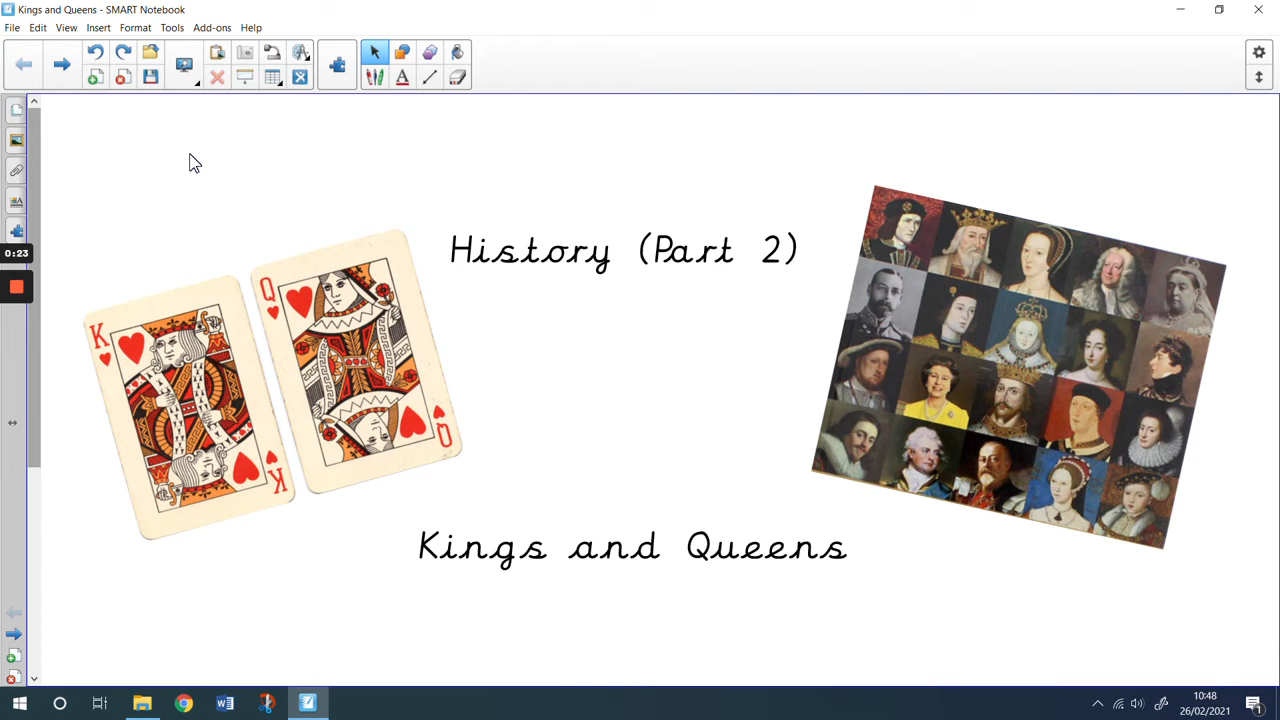 Kings and Queens - SMART Notebook
File Edit View Insert Format Tools Add-ons Help
0:23
History (Part 2)
K
K
Q
Q
Kings and Queens
10:48
26/02/2021
1